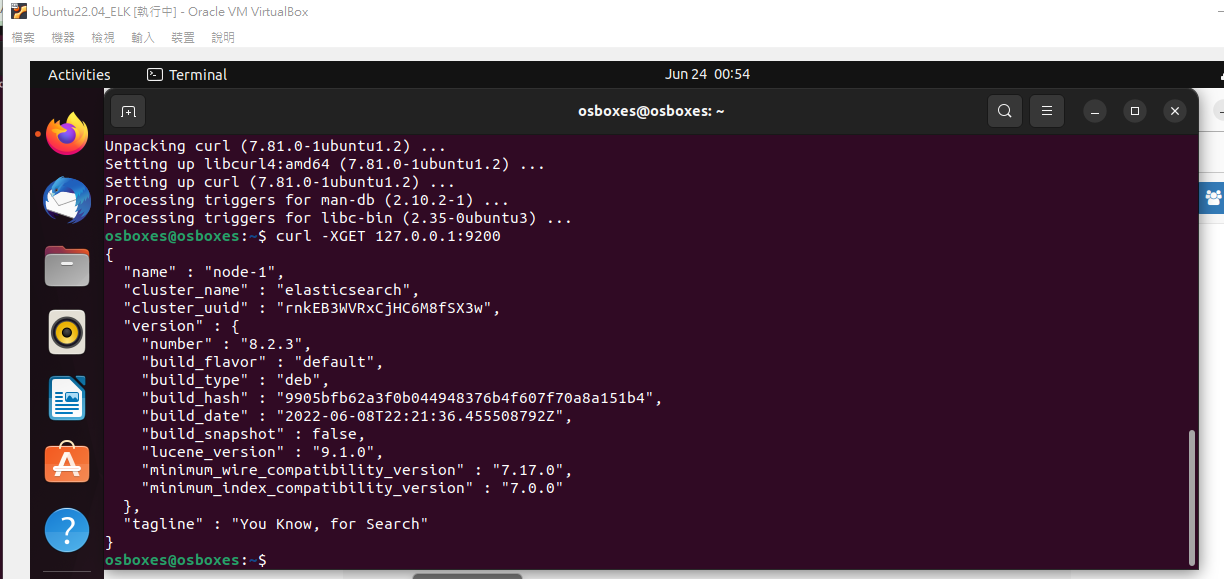 Ubuntu22.04_ELK [執行中] - Oracle VM VirtualBox
檔案 機器 檢視 輸入 裝置 說明
Activities Terminal Jun 24 00:54
osboxes@osboxes: ~
Unpacking curl (7.81.0-1ubuntu1.2) ...
Setting up libcurl4:amd64 (7.81.0-1ubuntu1.2) ...
Setting up curl (7.81.0-1ubuntu1.2) ...
Processing triggers for man-db (2.10.2-1) ...
Processing triggers for libc-bin (2.35-0ubuntu3) ...
osboxes@osboxes:~$ curl -XGET 127.0.0.1:9200
{
  "name" : "node-1",
  "cluster_name" : "elasticsearch",
  "cluster_uuid" : "rnkEB3WVRxCjHC6M8fSX3w",
  "version" : {
    "number" : "8.2.3",
    "build_flavor" : "default",
    "build_type" : "deb",
    "build_hash" : "9905bfb62a3f0b044948376b4f607f70a8a151b4",
    "build_date" : "2022-06-08T22:21:36.455508792Z",
    "build_snapshot" : false,
    "lucene_version" : "9.1.0",
    "minimum_wire_compatibility_version" : "7.17.0",
    "minimum_index_compatibility_version" : "7.0.0"
  },
  "tagline" : "You Know, for Search"
}
osboxes@osboxes:~$